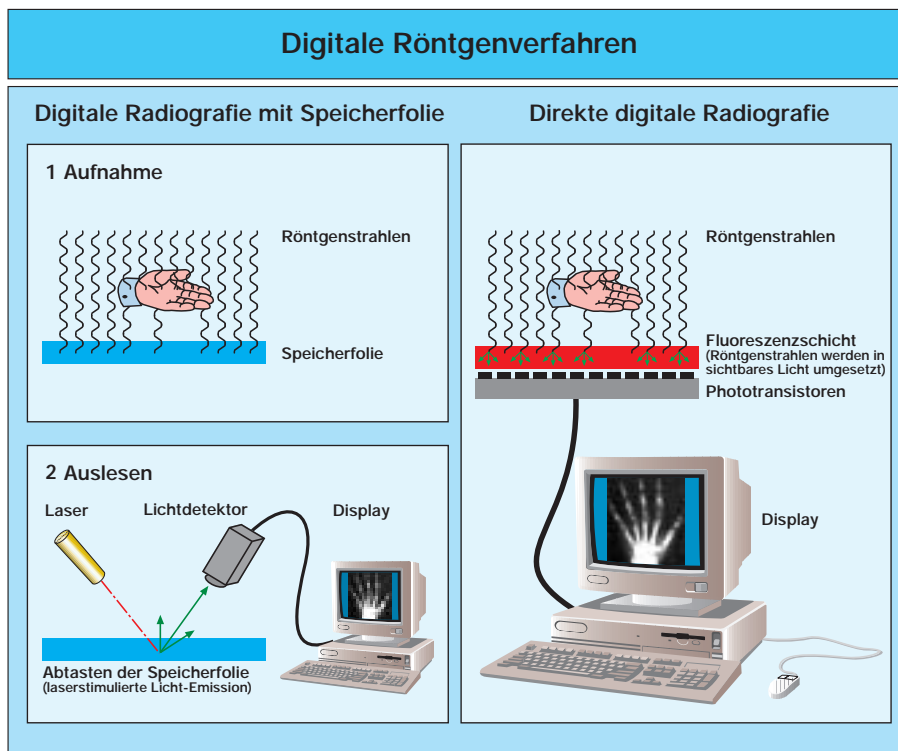 Digitale Röntgenverfahren
Digitale Radiografie mit Speicherfolie
1 Aufnahme
Röntgenstrahlen
Speicherfolie
2 Auslesen
Laser
Lichtdetektor
Display
Abtasten der Speicherfolie
(laserstimulierte Licht-Emission)
Direkte digitale Radiografie
Röntgenstrahlen
Fluoreszenzschicht
(Röntgenstrahlen werden in
sichtbares Licht umgesetzt)
Phototransistoren
Display